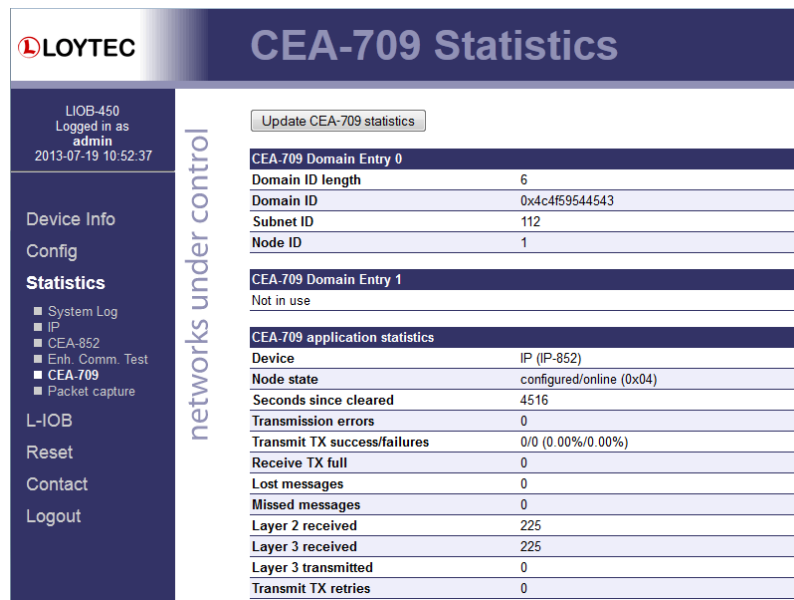 LOYTEC
CEA-709 Statistics
LIOB-450
Logged in as
admin
2013-07-19 10:52:37
Device Info
Config
Statistics
System Log
IP
CEA-852
Enh. Comm. Test
CEA-709
Packet capture
L-IOB
Reset
Contact
Logout
networks under control
Update CEA-709 statistics
CEA-709 Domain Entry 0
Domain ID length 6
Domain ID 0x4c4f59544543
Subnet ID 112
Node ID 1
CEA-709 Domain Entry 1
Not in use
CEA-709 application statistics
Device IP (IP-852)
Node state configured/online (0x04)
Seconds since cleared 4516
Transmission errors 0
Transmit TX success/failures 0/0 (0.00%/0.00%)
Receive TX full 0
Lost messages 0
Missed messages 0
Layer 2 received 225
Layer 3 received 225
Layer 3 transmitted 0
Transmit TX retries 0